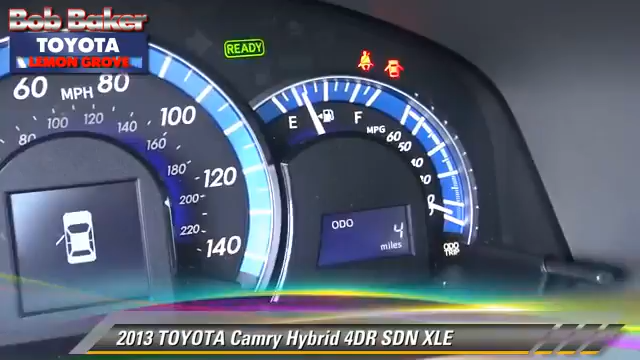 Bob Baker
TOYOTA
LEMON GROVE
READY
60 MPH 80
100
120
140
80 100 120 140
160
180
200
220
E F
MPG
60
50
40
ODO
4
miles
ODO
TRIP
2013 TOYOTA Camry Hybrid 4DR SDN XLE